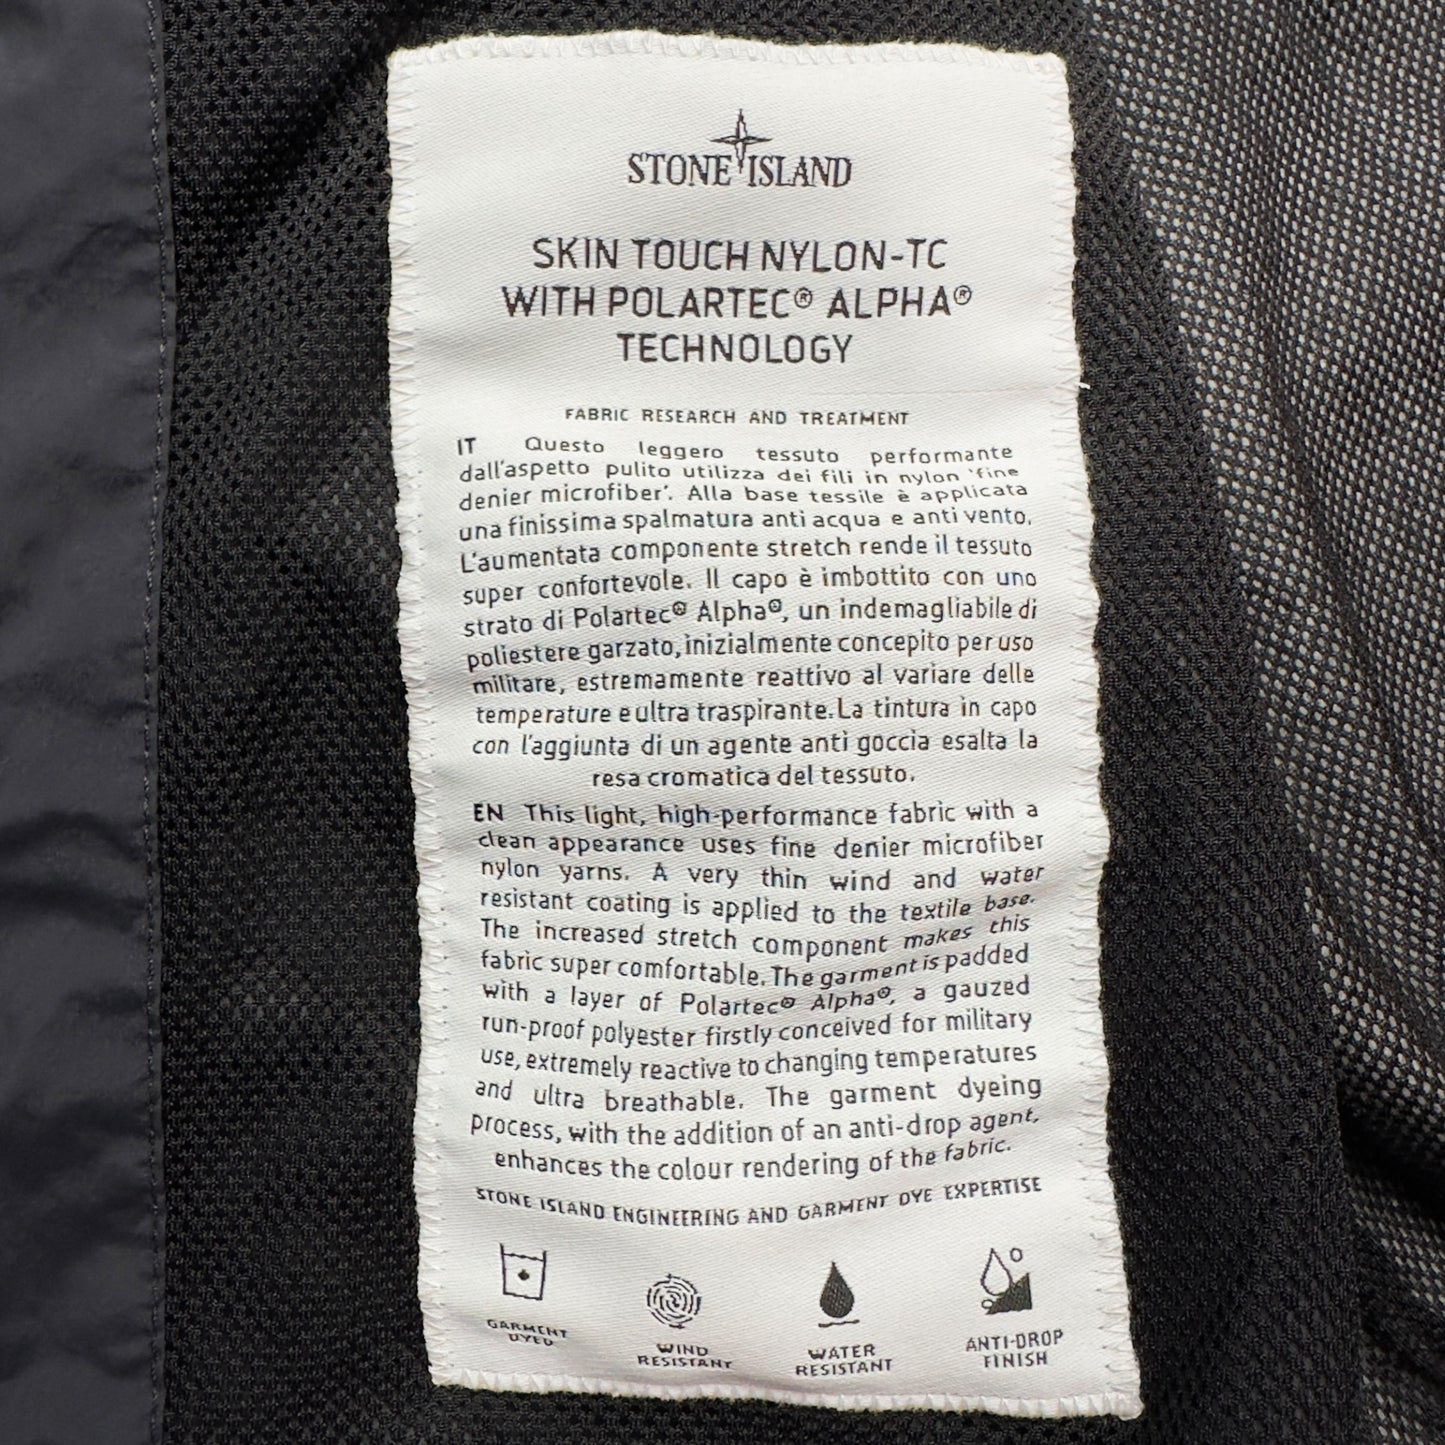 STONE ISLAND
SKIN TOUCH NYLON-TC
WITH POLARTEC® ALPHA®
TECHNOLOGY
FABRIC RESEARCH AND TREATMENT
IT Questo leggero tessuto performante
dall'aspetto pulito utilizza dei fili in nylon 'fine
denier microfiber'. Alla base tessile è applicata
una finissima spalmatura anti acqua e anti vento.
L'aumentata componente stretch rende il tessuto
super confortevole. Il capo è imbottito con uno
strato di Polartec® Alpha®, un indemagliabile di
poliestere garzato, inizialmente concepito per uso
militare, estremamente reattivo al variare delle
temperature e ultra traspirante. La tintura in capo
con l'aggiunta di un agente anti goccia esalta la
resa cromatica del tessuto.
EN This light, high-performance fabric with a
clean appearance uses fine denier microfiber
nylon yarns. A very thin wind and water
resistant coating is applied to the textile base.
The increased stretch component makes this
fabric super comfortable. The garment is padded
with a layer of Polartec® Alpha®, a gauzed
run-proof polyester firstly conceived for military
use, extremely reactive to changing temperatures
and ultra breathable. The garment dyeing
process, with the addition of an anti-drop agent,
enhances the colour rendering of the fabric.
STONE ISLAND ENGINEERING AND GARMENT DYE EXPERTISE
GARMENT
DYED
WIND
RESISTANT
WATER
RESISTANT
ANTI-DROP
FINISH